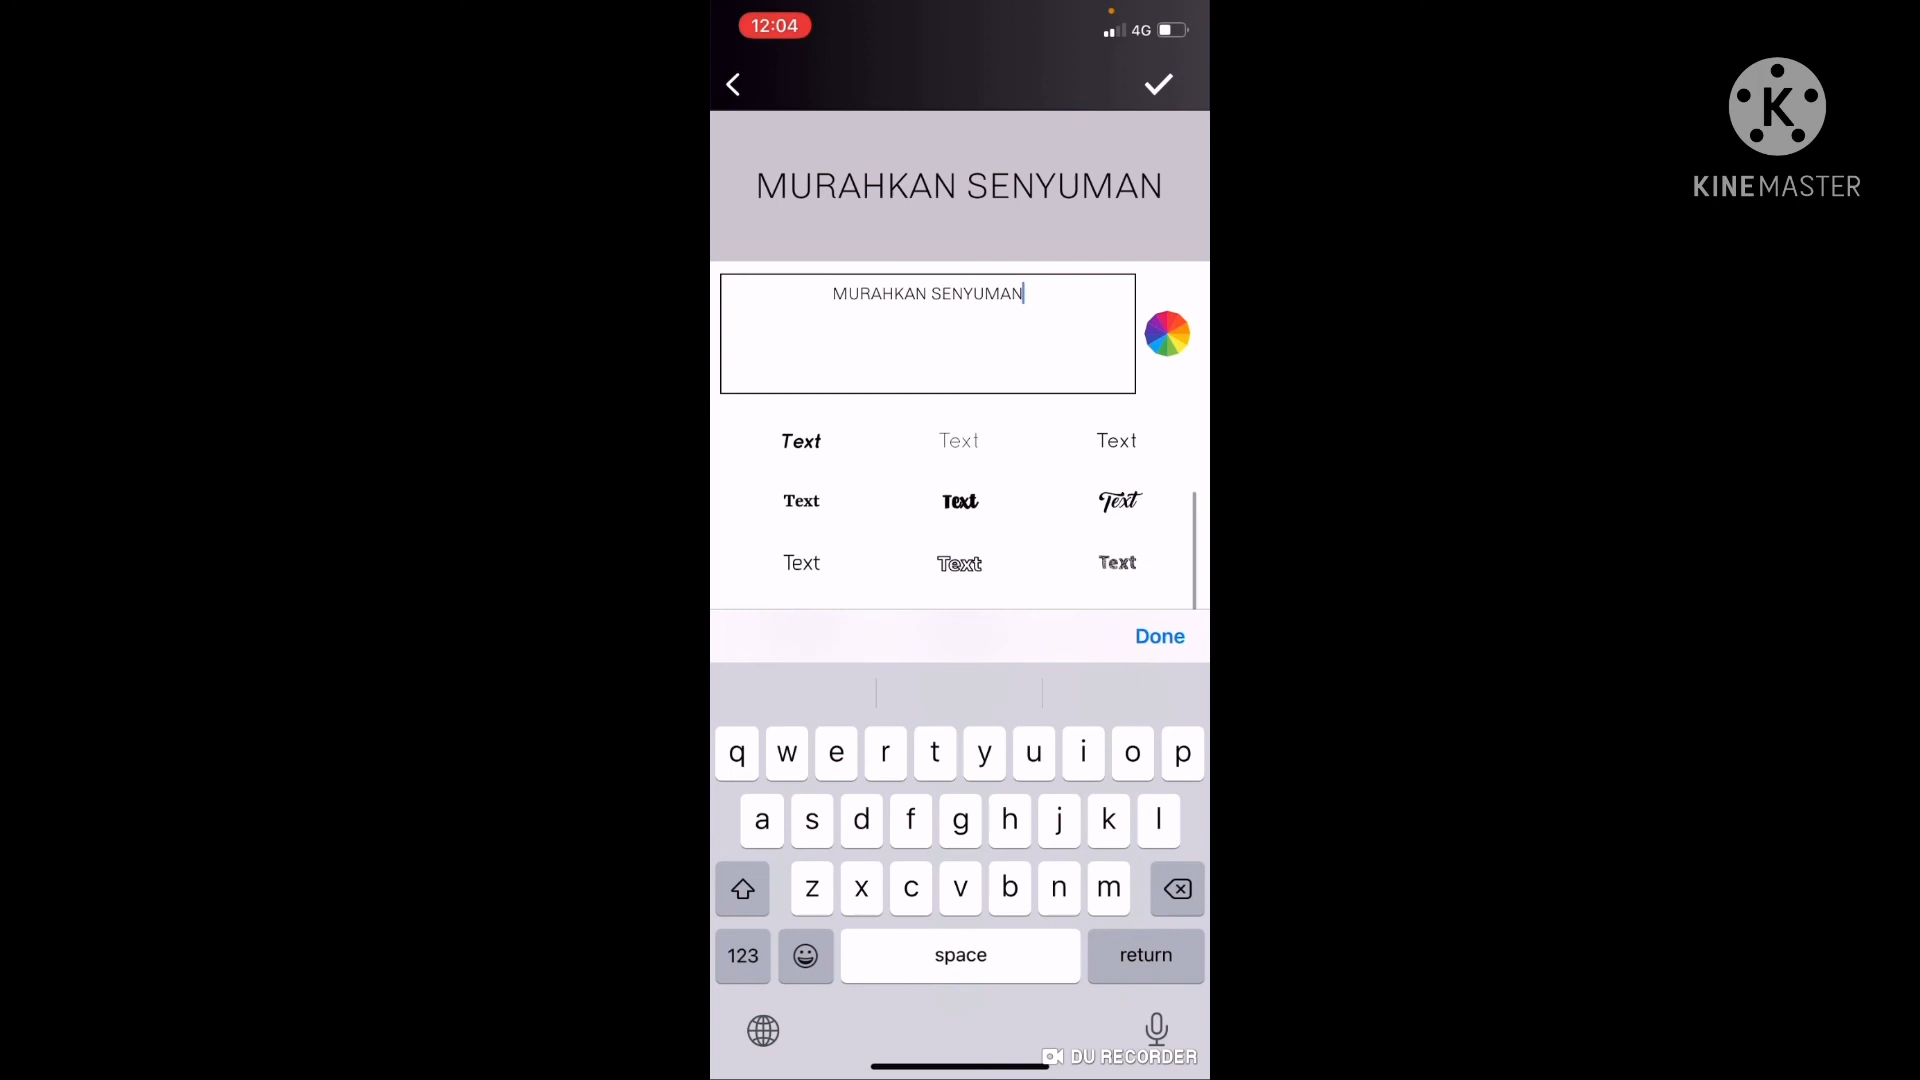 12:04
4G
K
KINEMASTER
MURAHKAN SENYUMAN
MURAHKAN SENYUMAN
Text Text Text
Text Text Text
Text Text Text
Done
q w e r t y u i o p
a s d f g h j k l
z x c v b n m
123 space return
DU RECORDER